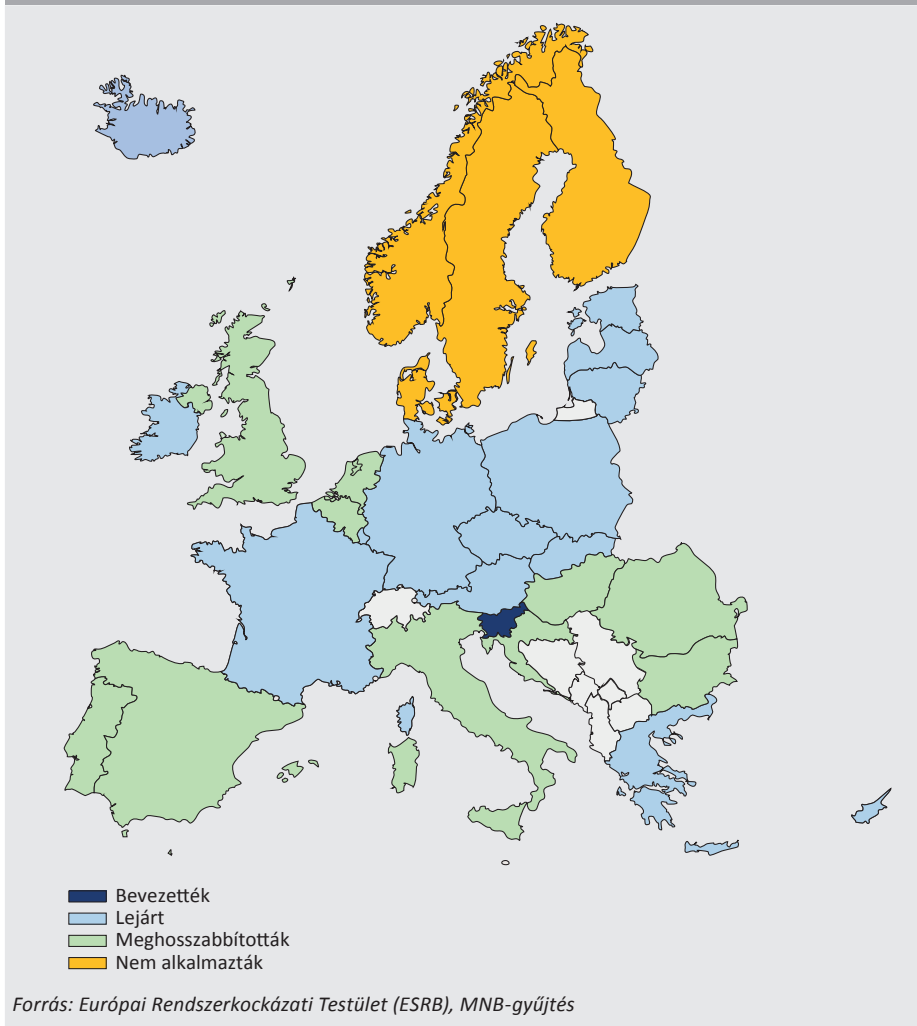 Bevezették
Lejárt
Meghosszabbították
Nem alkalmazták
Forrás: Európai Rendszerkockázati Testület (ESRB), MNB-gyűjtés